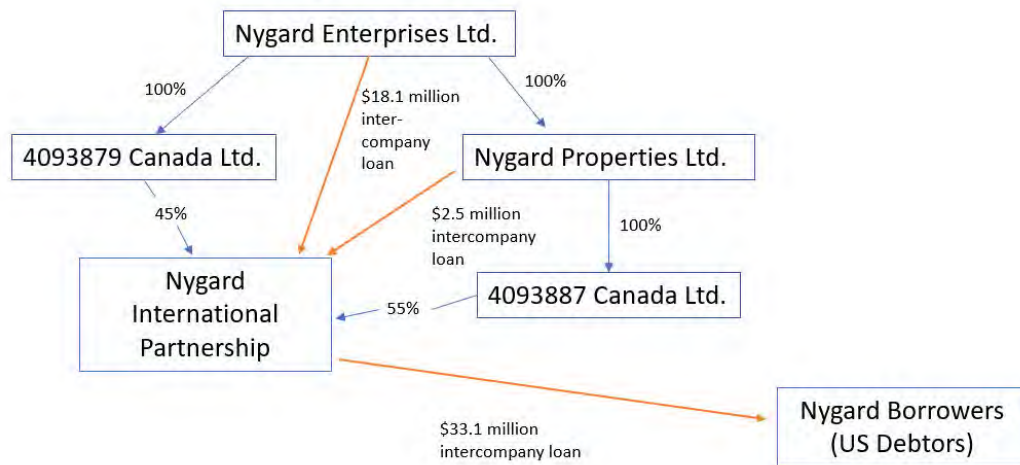 Nygard Enterprises Ltd.
100%
$18.1 million
inter-
company
loan
100%
4093879 Canada Ltd.
Nygard Properties Ltd.
45%
$2.5 million
intercompany
loan
100%
Nygard
International
Partnership
55%
4093887 Canada Ltd.
$33.1 million
intercompany loan
Nygard Borrowers
(US Debtors)